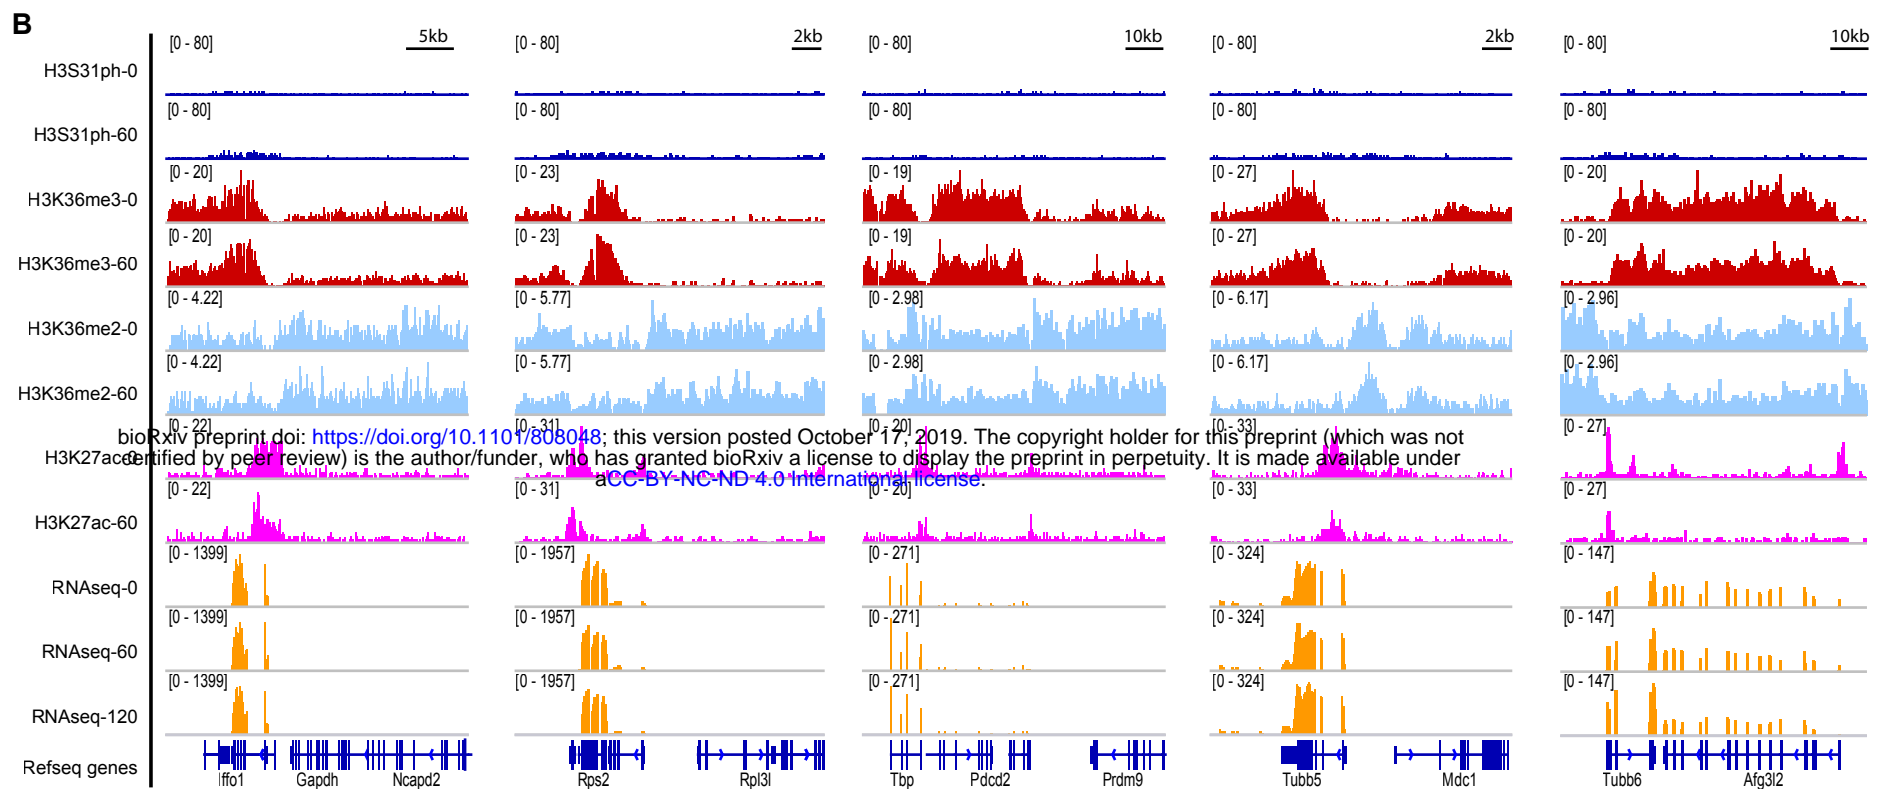 B
5kb 2kb 10kb 2kb 10kb
H3S31ph-0 [0 - 80] [0 - 80] [0 - 80] [0 - 80] [0 - 80]
H3S31ph-60 [0 - 80] [0 - 80] [0 - 80] [0 - 80] [0 - 80]
H3K36me3-0 [0 - 20] [0 - 23] [0 - 19] [0 - 27] [0 - 20]
H3K36me3-60 [0 - 20] [0 - 23] [0 - 19] [0 - 27] [0 - 20]
H3K36me2-0 [0 - 4.22] [0 - 5.77] [0 - 2.98] [0 - 6.17] [0 - 2.96]
H3K36me2-60 [0 - 4.22] [0 - 5.77] [0 - 2.98] [0 - 6.17] [0 - 2.96]
H3K27ac-0 [0 - 22] [0 - 31] [0 - 20] [0 - 33] [0 - 27]
bioRxiv preprint doi: https://doi.org/10.1101/808048; this version posted October 17, 2019. The copyright holder for this preprint (which was not
certified by peer review) is the author/funder, who has granted bioRxiv a license to display the preprint in perpetuity. It is made available under
aCC-BY-NC-ND 4.0 International license.
H3K27ac-60 [0 - 22] [0 - 31] [0 - 20] [0 - 33] [0 - 27]
RNAseq-0 [0 - 1399] [0 - 1957] [0 - 271] [0 - 324] [0 - 147]
RNAseq-60 [0 - 1399] [0 - 1957] [0 - 271] [0 - 324] [0 - 147]
RNAseq-120 [0 - 1399] [0 - 1957] [0 - 271] [0 - 324] [0 - 147]
Refseq genes Iffo1 Gapdh Ncapd2 Rps2 Rpl3l Tbp Pdcd2 Prdm9 Tubb5 Mdc1 Tubb6 Afg3l2